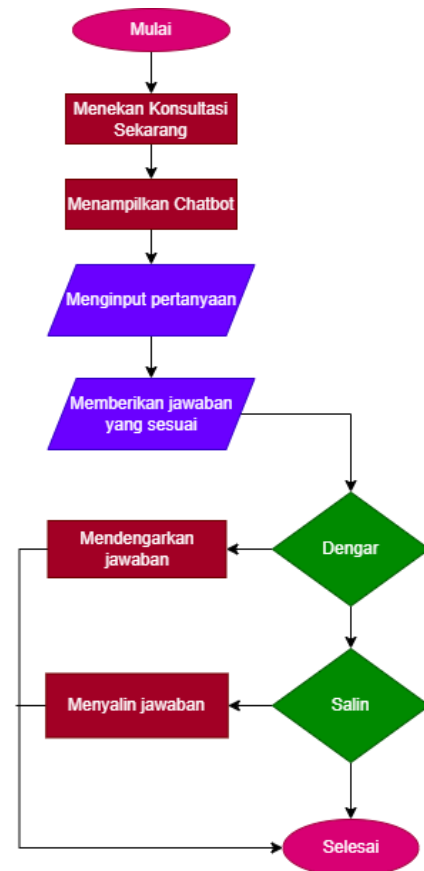 Mulai
Menekan Konsultasi
Sekarang
Menampilkan Chatbot
Menginput pertanyaan
Memberikan jawaban
yang sesuai
Dengar
Mendengarkan
jawaban
Salin
Menyalin jawaban
Selesai